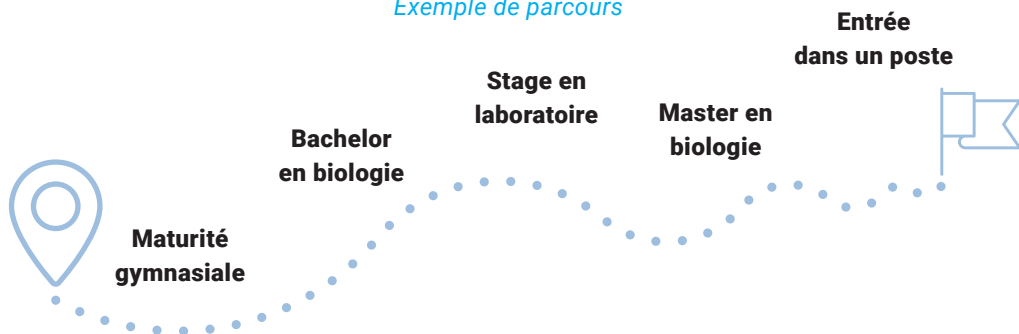 Exemple de parcours
Maturité
gymnasiale
Bachelor
en biologie
Stage en
laboratoire
Master en
biologie
Entrée
dans un poste